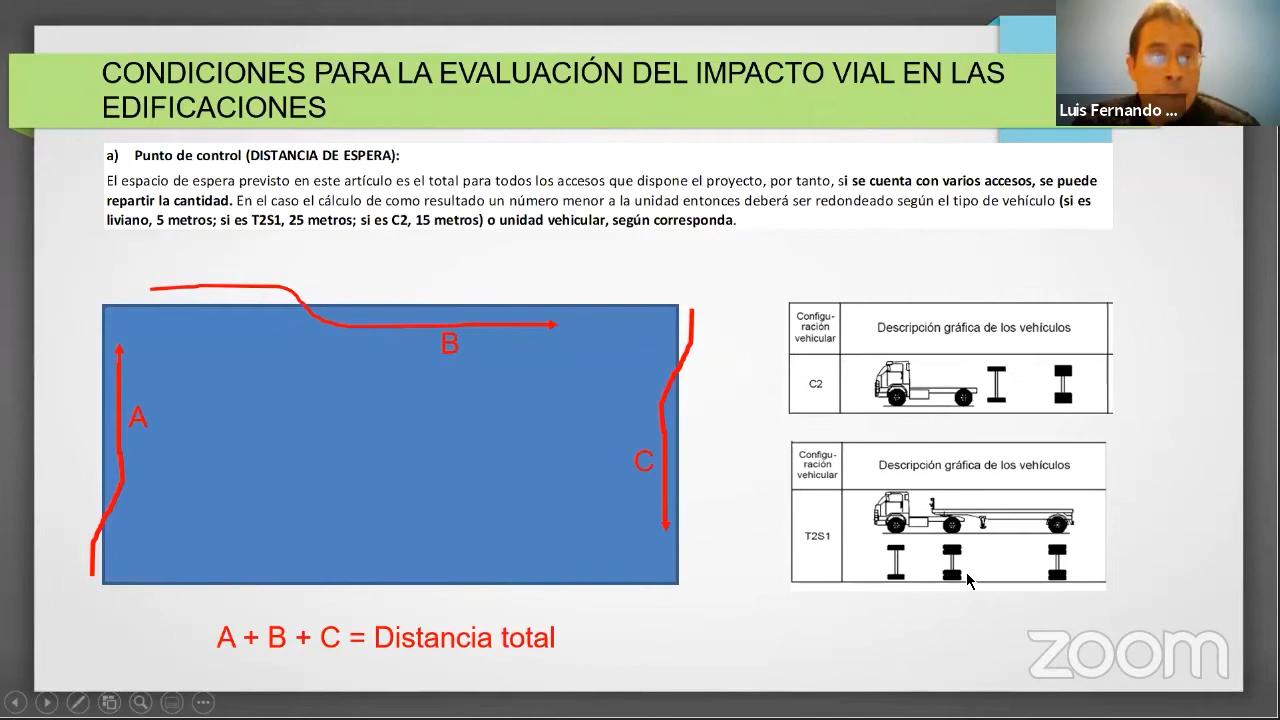 CONDICIONES PARA LA EVALUACIÓN DEL IMPACTO VIAL EN LAS
EDIFICACIONES
Luis Fernando ...
a) Punto de control (DISTANCIA DE ESPERA):
El espacio de espera previsto en este artículo es el total para todos los accesos que dispone el proyecto, por tanto, si se cuenta con varios accesos, se puede
repartir la cantidad. En el caso el cálculo de como resultado un número menor a la unidad entonces deberá ser redondeado según el tipo de vehículo (si es
liviano, 5 metros; si es T2S1, 25 metros; si es C2, 15 metros) o unidad vehicular, según corresponda.
B
A
C
A + B + C = Distancia total
Configu-
ración
vehicular
Descripción gráfica de los vehículos
C2
Configu-
ración
vehicular
Descripción gráfica de los vehículos
T2S1
zoom